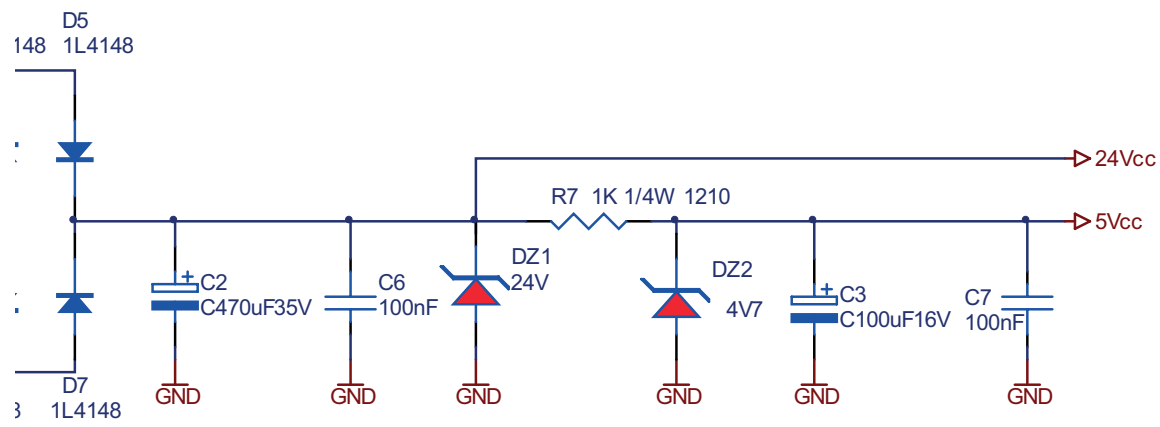 D5
148 1L4148
24Vcc
R7 1K 1/4W 1210
5Vcc
DZ1
24V
DZ2
4V7
C2
+
C470uF35V
C6
100nF
+
C3
C100uF16V
C7
100nF
GND
GND
GND
GND
GND
GND
D7
1L4148